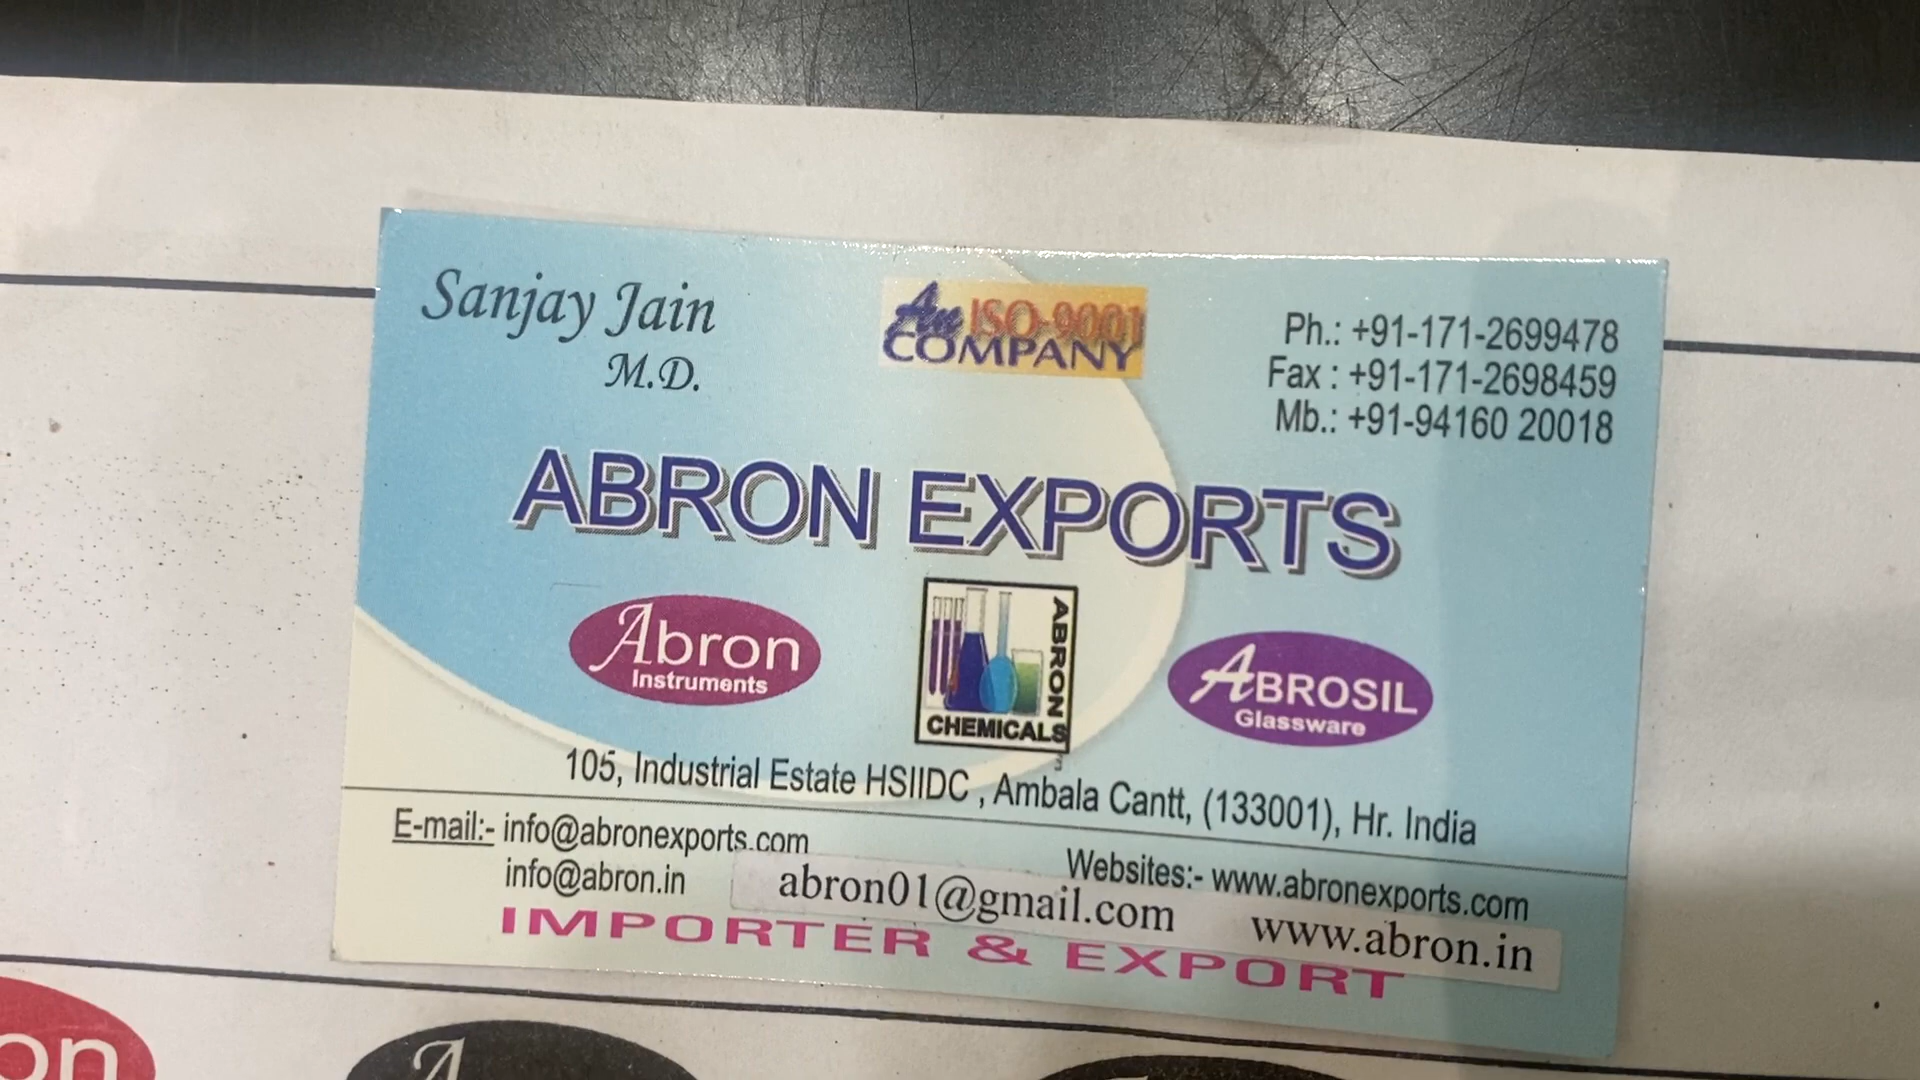 Sanjay Jain
M.D.
An ISO-9001
COMPANY
Ph.: +91-171-2699478
Fax : +91-171-2698459
Mb.: +91-94160 20018
ABRON EXPORTS
Abron
Instruments
ABRON
CHEMICALS
ABROSIL
Glassware
105, Industrial Estate HSIIDC , Ambala Cantt, (133001), Hr. India
E-mail:- info@abronexports.com
info@abron.in
abron01@gmail.com
Websites:- www.abronexports.com
www.abron.in
IMPORTER & EXPORT
on
A